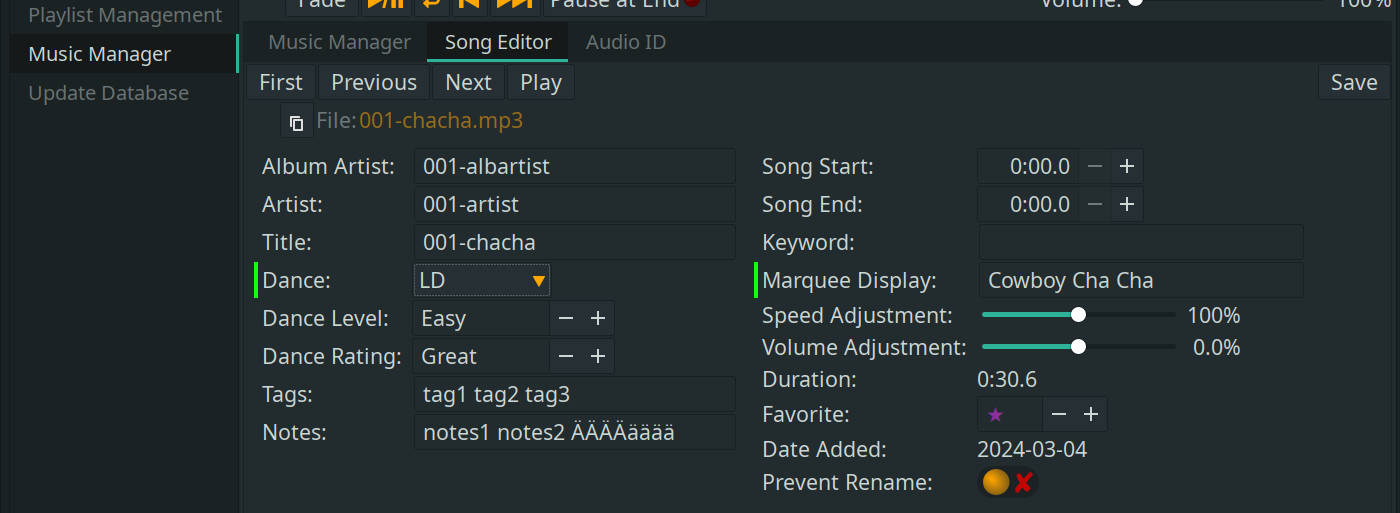 Playlist Management
Music Manager
Update Database
Fade Pause at End Volume: 100%
Music Manager Song Editor Audio ID
First Previous Next Play Save
File: 001-chacha.mp3
Album Artist: 001-albartist
Artist: 001-artist
Title: 001-chacha
Dance: LD
Dance Level: Easy
Dance Rating: Great
Tags: tag1 tag2 tag3
Notes: notes1 notes2 ÄÄÄÄääää
Song Start: 0:00.0
Song End: 0:00.0
Keyword:
Marquee Display: Cowboy Cha Cha
Speed Adjustment: 100%
Volume Adjustment: 0.0%
Duration: 0:30.6
Favorite:
Date Added: 2024-03-04
Prevent Rename: